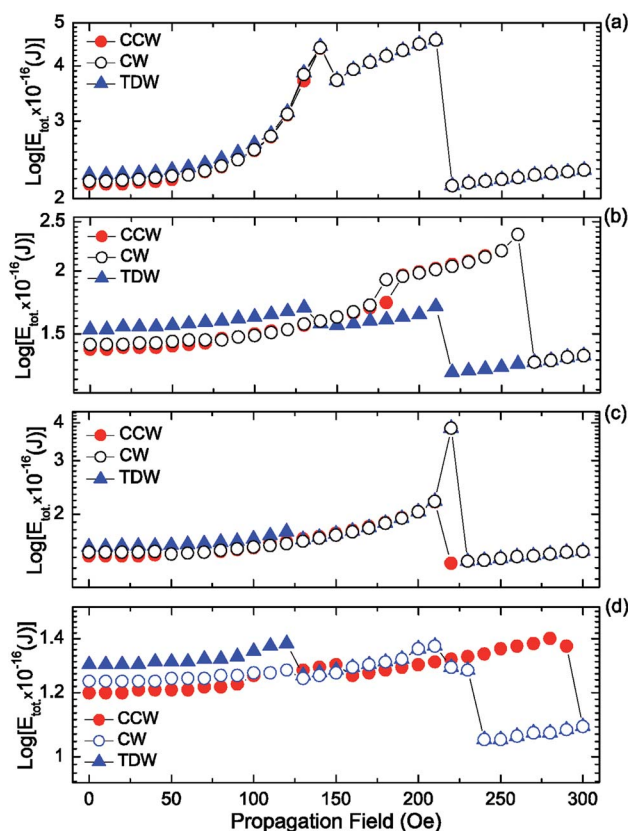 (a)
5
4
3
2
Log[E_tot. x10^-16(J)]
CCW
CW
TDW
(b)
2.5
2
1.5
Log[E_tot. x10^-16(J)]
CCW
CW
TDW
(c)
4
2
Log[E_tot. x10^-16(J)]
CCW
CW
TDW
(d)
1.4
1.2
1
Log[E_tot. x10^-16(J)]
CCW
CW
TDW
0 50 100 150 200 250 300
Propagation Field (Oe)